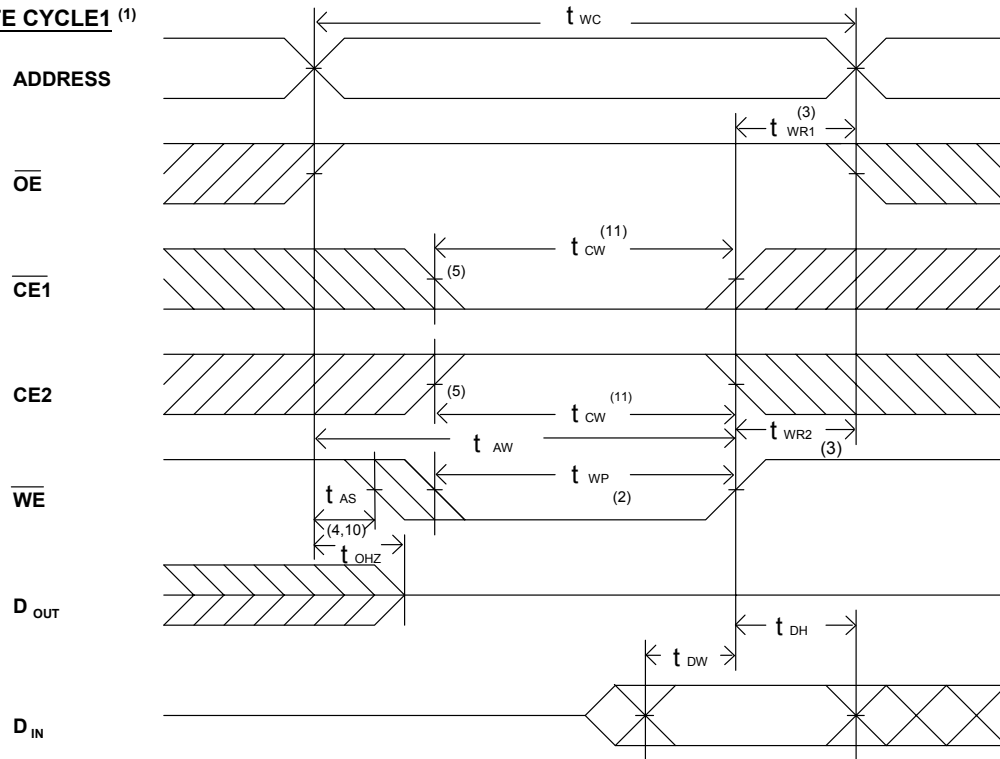 TE CYCLE1 (1)
t WC
ADDRESS
(3)
t WR1
OE
(11)
t CW
(5)
CE1
CE2
(5)
t CW (11)
t AW
t WR2
(3)
t WP
(2)
WE
t AS
(4,10)
t OHZ
D OUT
t DH
t DW
D IN